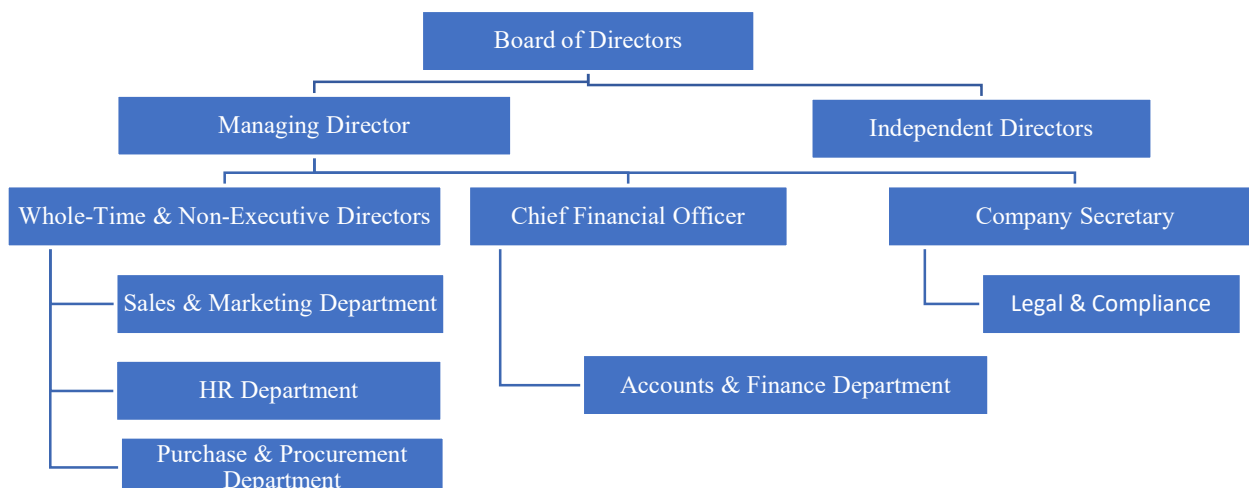 Board of Directors
Managing Director
Independent Directors
Whole-Time & Non-Executive Directors
Chief Financial Officer
Company Secretary
Sales & Marketing Department
Legal & Compliance
HR Department
Accounts & Finance Department
Purchase & Procurement
Department